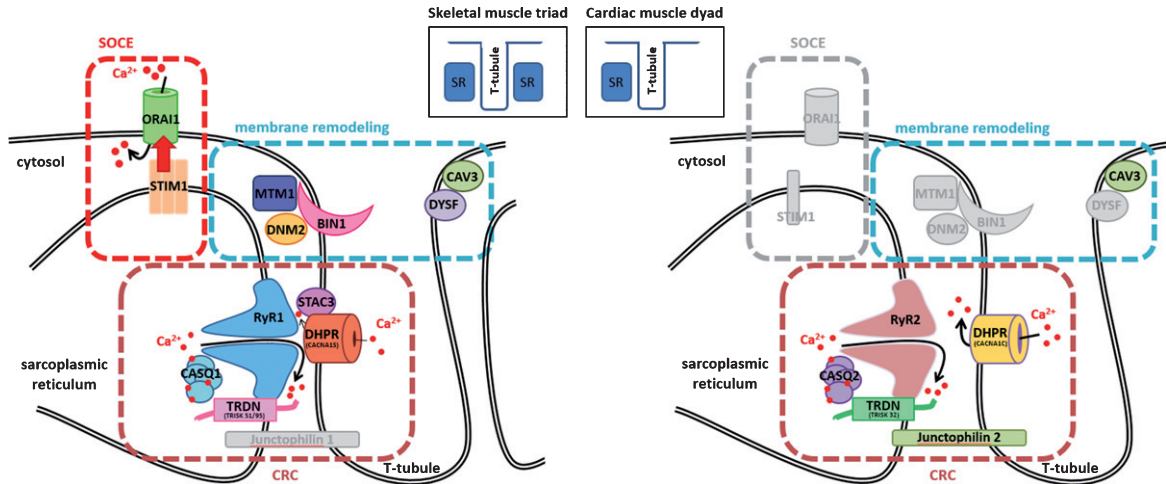 Skeletal muscle triad
Cardiac muscle dyad
SR
T-tubule
SR
SR
T-tubule
SOCE
Ca2+
ORAI1
cytosol
STIM1
membrane remodeling
MTM1
DNM2
BIN1
CAV3
DYSF
RyR1
STAC3
DHPR
(CACNA1S)
Ca2+
Ca2+
CASQ1
sarcoplasmic
reticulum
TRDN
(TRISK 51/95)
Junctophilin 1
CRC
T-tubule
SOCE
ORAI1
cytosol
STIM1
membrane remodeling
MTM1
DNM2
BIN1
CAV3
DYSF
RyR2
DHPR
(CACNA1C)
Ca2+
Ca2+
CASQ2
sarcoplasmic
reticulum
TRDN
(TRISK 32)
Junctophilin 2
CRC
T-tubule